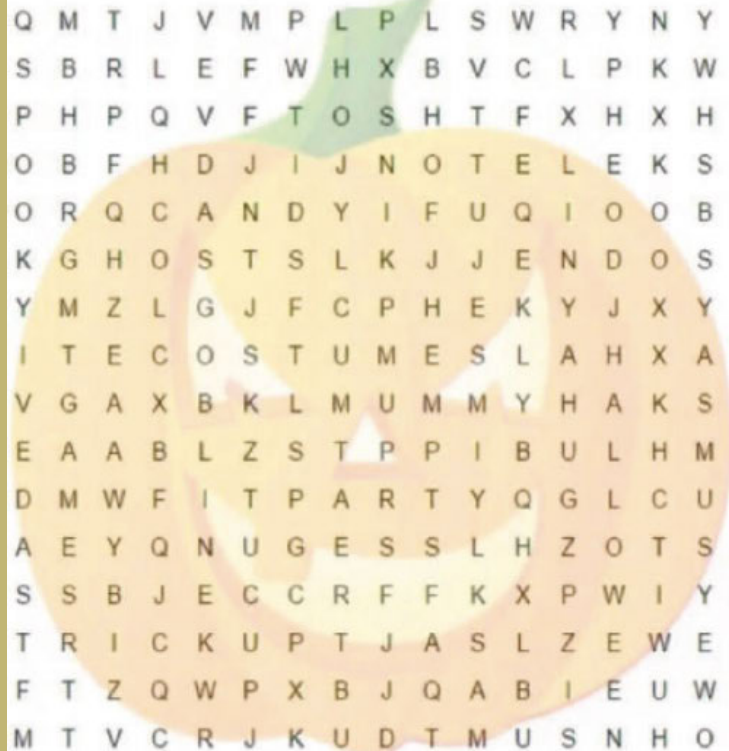 Q M T J V M P L P L S W R Y N Y
S B R L E F W H X B V C L P K W
P H P Q V F T O S H T F X H X H
O B F H D J I J N O T E L E K S
O R Q C A N D Y I F U Q I O O B
K G H O S T S L K J J E N D O S
Y M Z L G J F C P H E K Y J X Y
I T E C O S T U M E S L A H X A
V G A X B K L M U M M Y H A K S
E A A B L Z S T P P I B U L H M
D M W F I T P A R T Y Q G L C U
A E Y Q N U G E S S L H Z O T S
S S B J E C C R F F K X P W I Y
T R I C K U P T J A S L Z E W E
F T Z Q W P X B J Q A B I E U W
M T V C R J K U D T M U S N H O